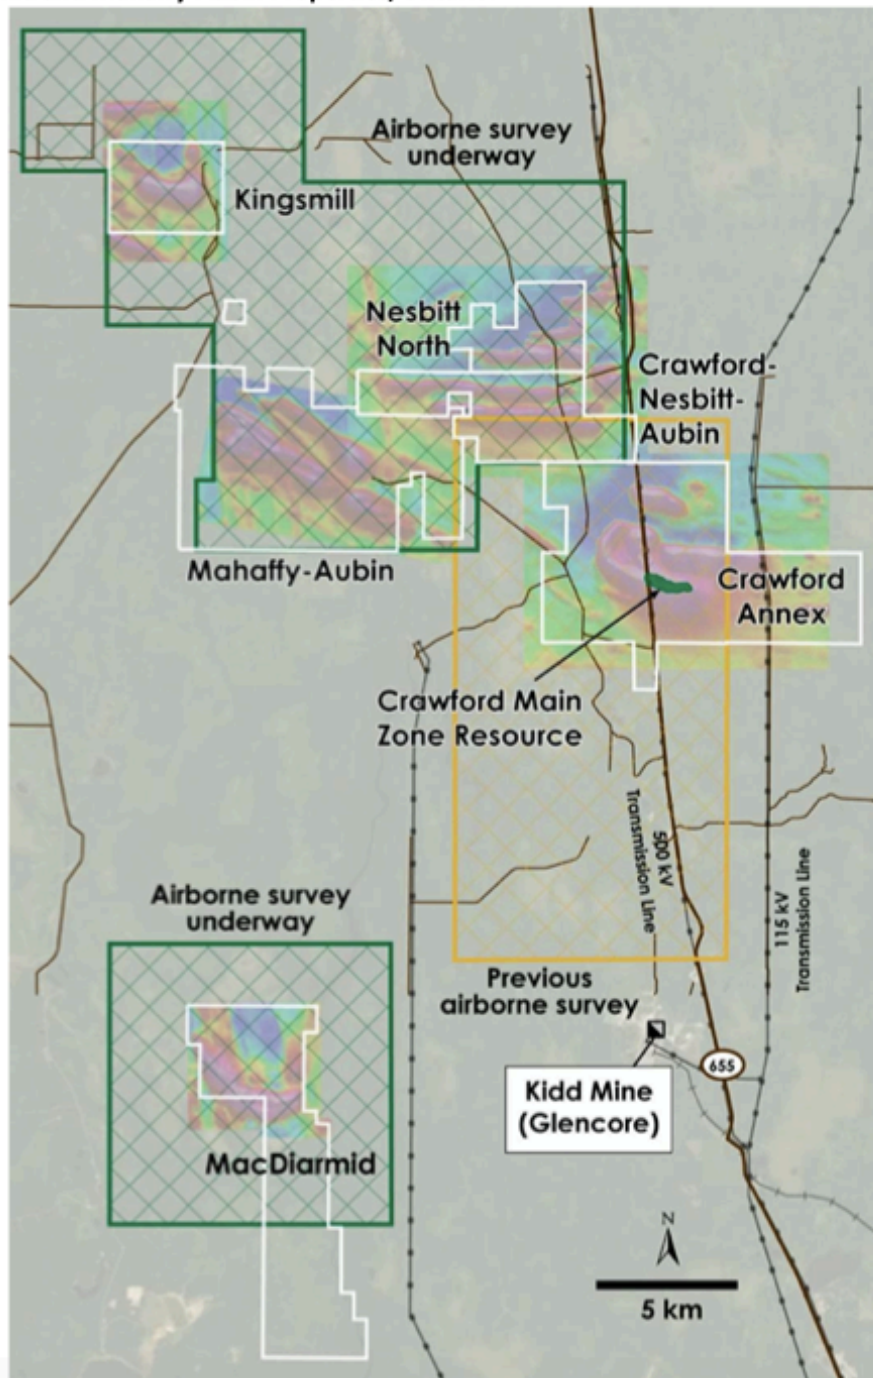 Airborne survey
underway
Kingsmill
Nesbitt
North
Crawford-
Nesbitt-
Aubin
Mahaffy-Aubin
Crawford
Annex
Crawford Main
Zone Resource
500 kV
Transmission Line
115 kV
Transmission Line
Airborne survey
underway
Previous
airborne survey
655
Kidd Mine
(Glencore)
MacDiarmid
N
5 km